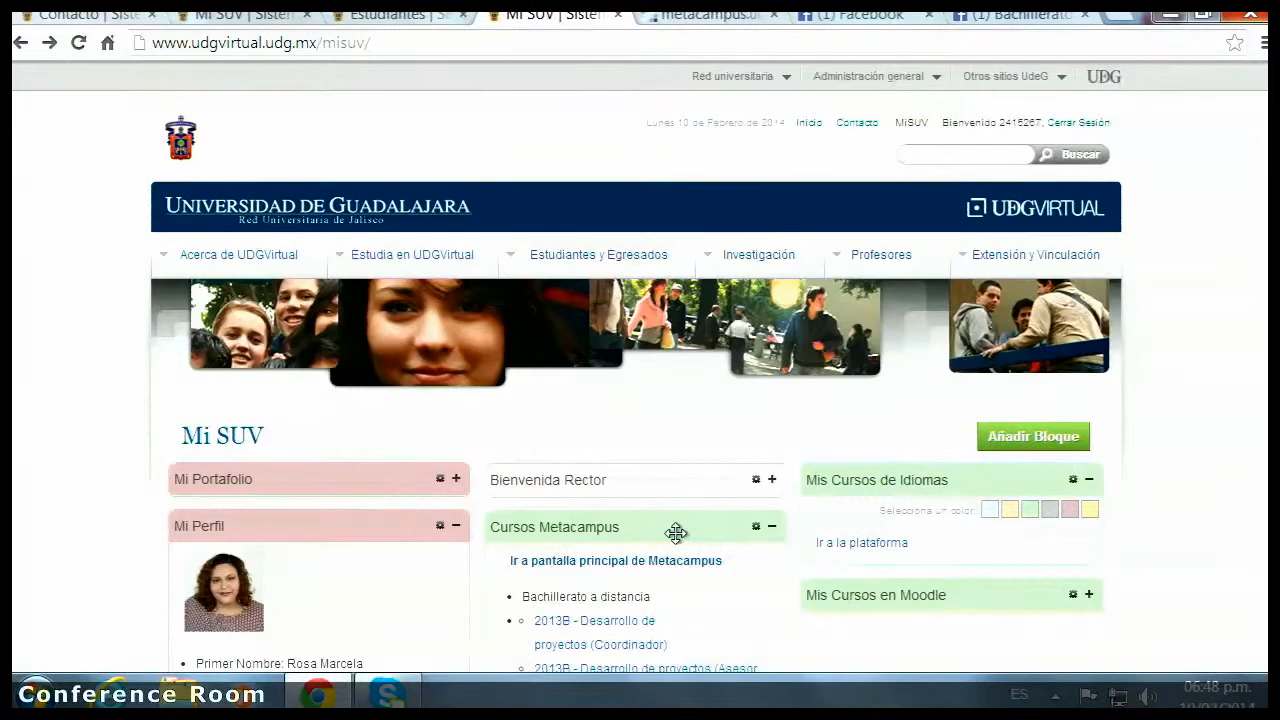 Contacto | Sistem
Mi SUV | Sistem
Estudiantes | Si
Mi SUV | Sistem
metacampus.u
(1) Facebook
(1) Bachillerato
www.udgvirtual.udg.mx/misuv/
Red universitaria Administración general Otros sitios UdeG UDG
Lunes 10 de Febrero de 2014 Inicio Contacto MiSUV Bienvenido 2415267, Cerrar Sesión
Buscar
UNIVERSIDAD DE GUADALAJARA
Red Universitaria de Jalisco
UDGVIRTUAL
Acerca de UDGVirtual Estudia en UDGVirtual Estudiantes y Egresados Investigación Profesores Extensión y Vinculación
Mi SUV
Añadir Bloque
Mi Portafolio
Mi Perfil
Primer Nombre: Rosa Marcela
Bienvenida Rector
Cursos Metacampus
Ir a pantalla principal de Metacampus
Bachillerato a distancia
2013B - Desarrollo de
proyectos (Coordinador)
2013B - Desarrollo de proyectos (Asesor
Mis Cursos de Idiomas
Selecciona un color:
Ir a la plataforma
Mis Cursos en Moodle
Conference Room
ES
06:48 p.m.